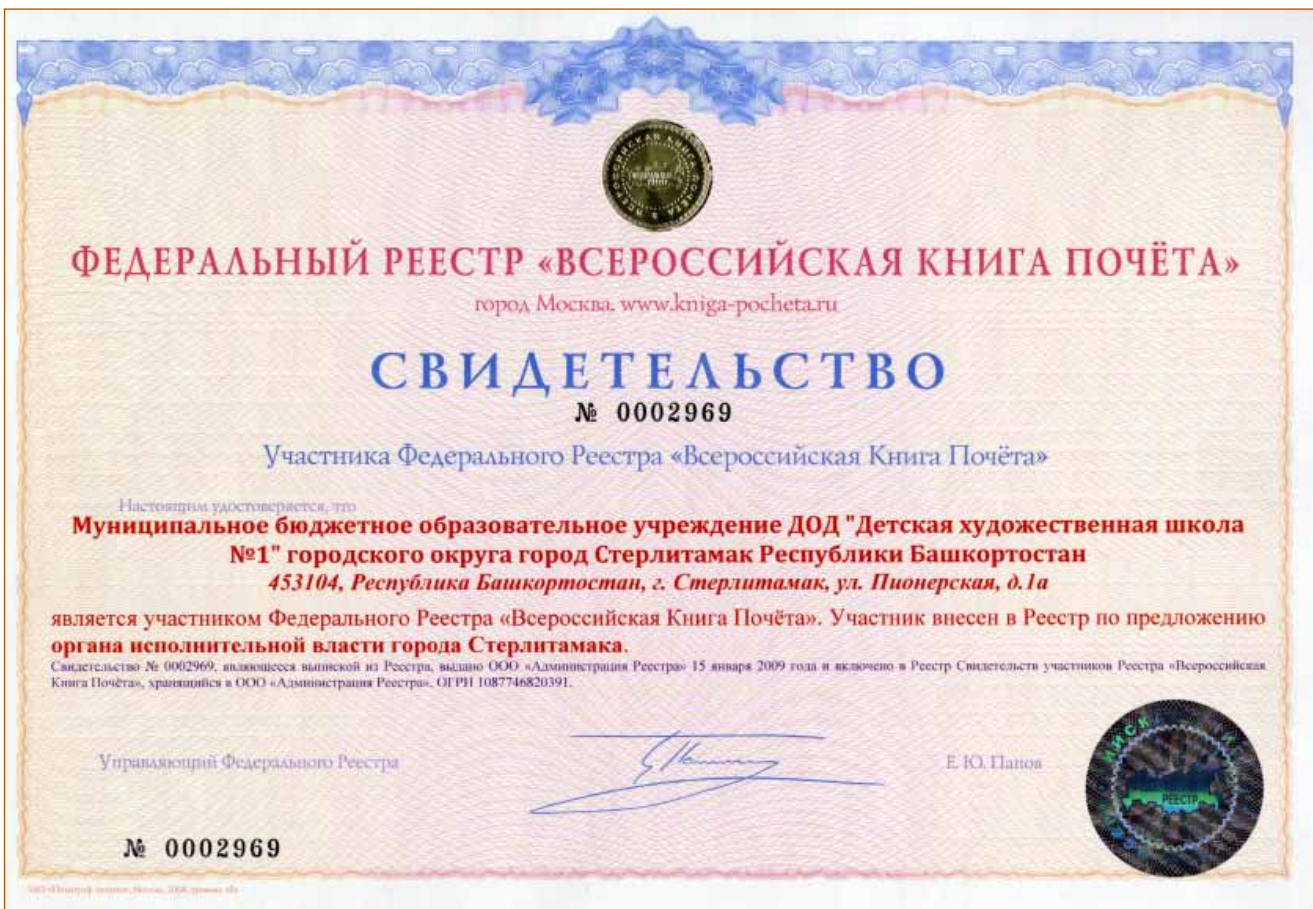 ВСЕРОССИЙСКАЯ КНИГА ПОЧЁТА
ФЕДЕРАЛЬНЫЙ РЕЕСТР «ВСЕРОССИЙСКАЯ КНИГА ПОЧЁТА»
город Москва. www.kniga-pocheta.ru
СВИДЕТЕЛЬСТВО
№ 0002969
Участника Федерального Реестра «Всероссийская Книга Почёта»
Настоящим удостоверяется, что
Муниципальное бюджетное образовательное учреждение ДОД "Детская художественная школа
№1" городского округа город Стерлитамак Республики Башкортостан
453104, Республика Башкортостан, г. Стерлитамак, ул. Пионерская, д.1а
является участником Федерального Реестра «Всероссийская Книга Почёта». Участник внесен в Реестр по предложению
органа исполнительной власти города Стерлитамака.
Свидетельство № 0002969, являющееся выпиской из Реестра, выдано ООО «Администрация Реестра» 15 января 2009 года и включено в Реестр Свидетельств участников Реестра «Всероссийская
Книга Почёта», хранящийся в ООО «Администрация Реестра», ОГРН 1087746820391.
Управляющий Федерального Реестра
Е. Ю. Панов
РЕЕСТР
№ 0002969